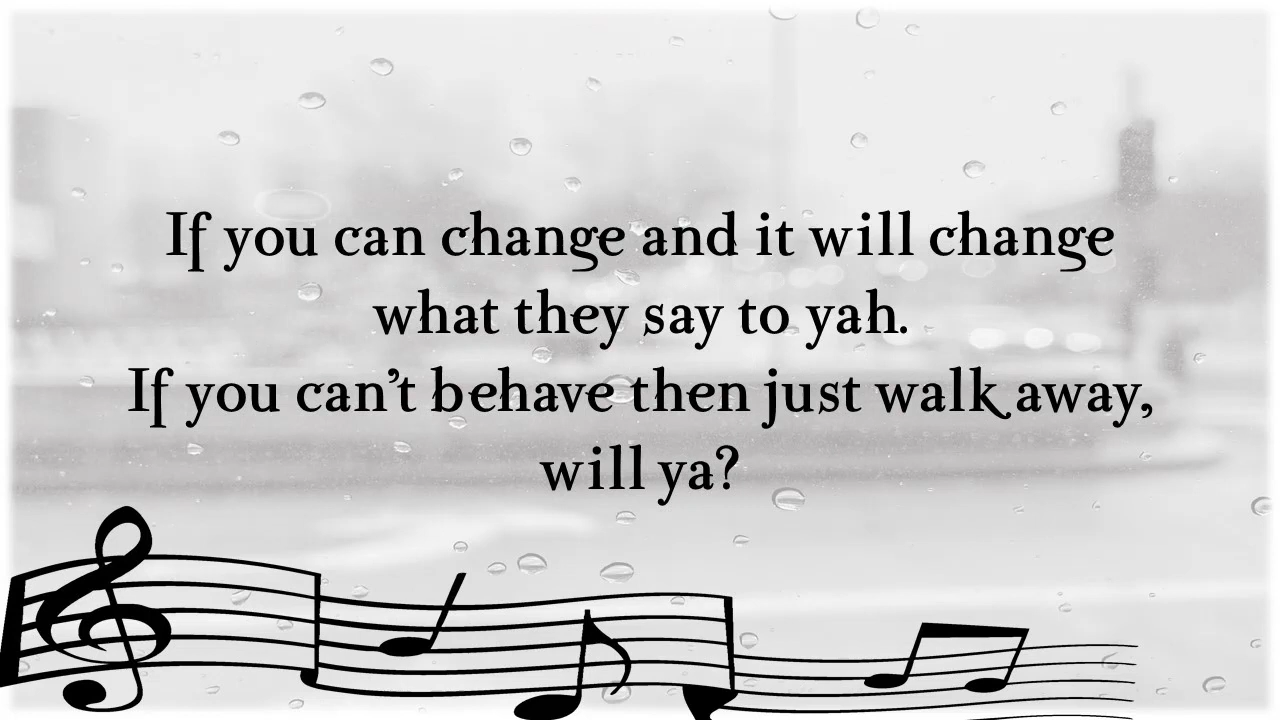 If you can change and it will change
what they say to yah.
If you can’t behave then just walk away,
will ya?